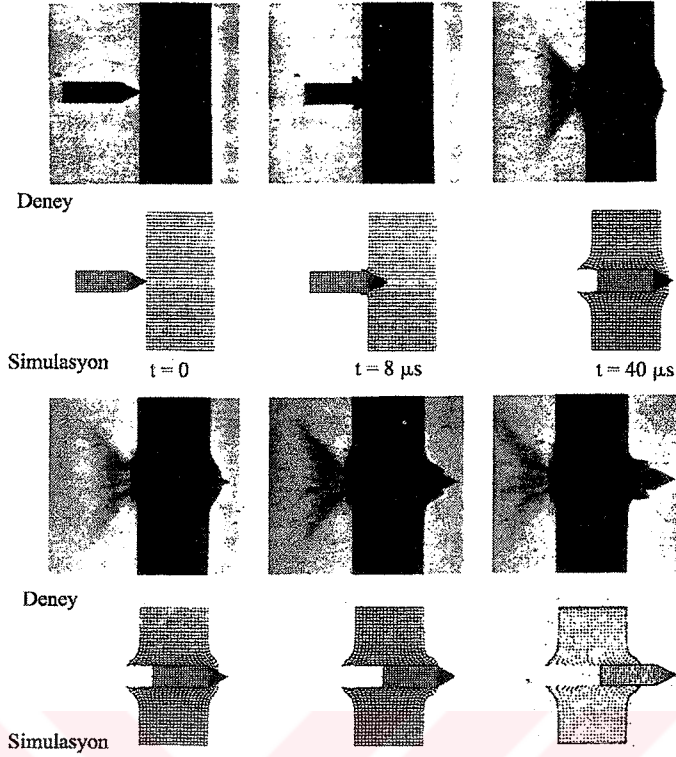 Deney
Simulasyon
t = 0
t = 8 µs
t = 40 µs
Deney
Simulasyon